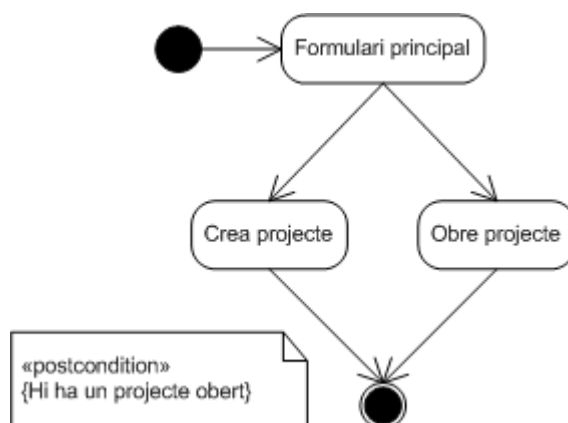 Formulari principal
Crea projecte
Obre projecte
«postcondition»
{Hi ha un projecte obert}